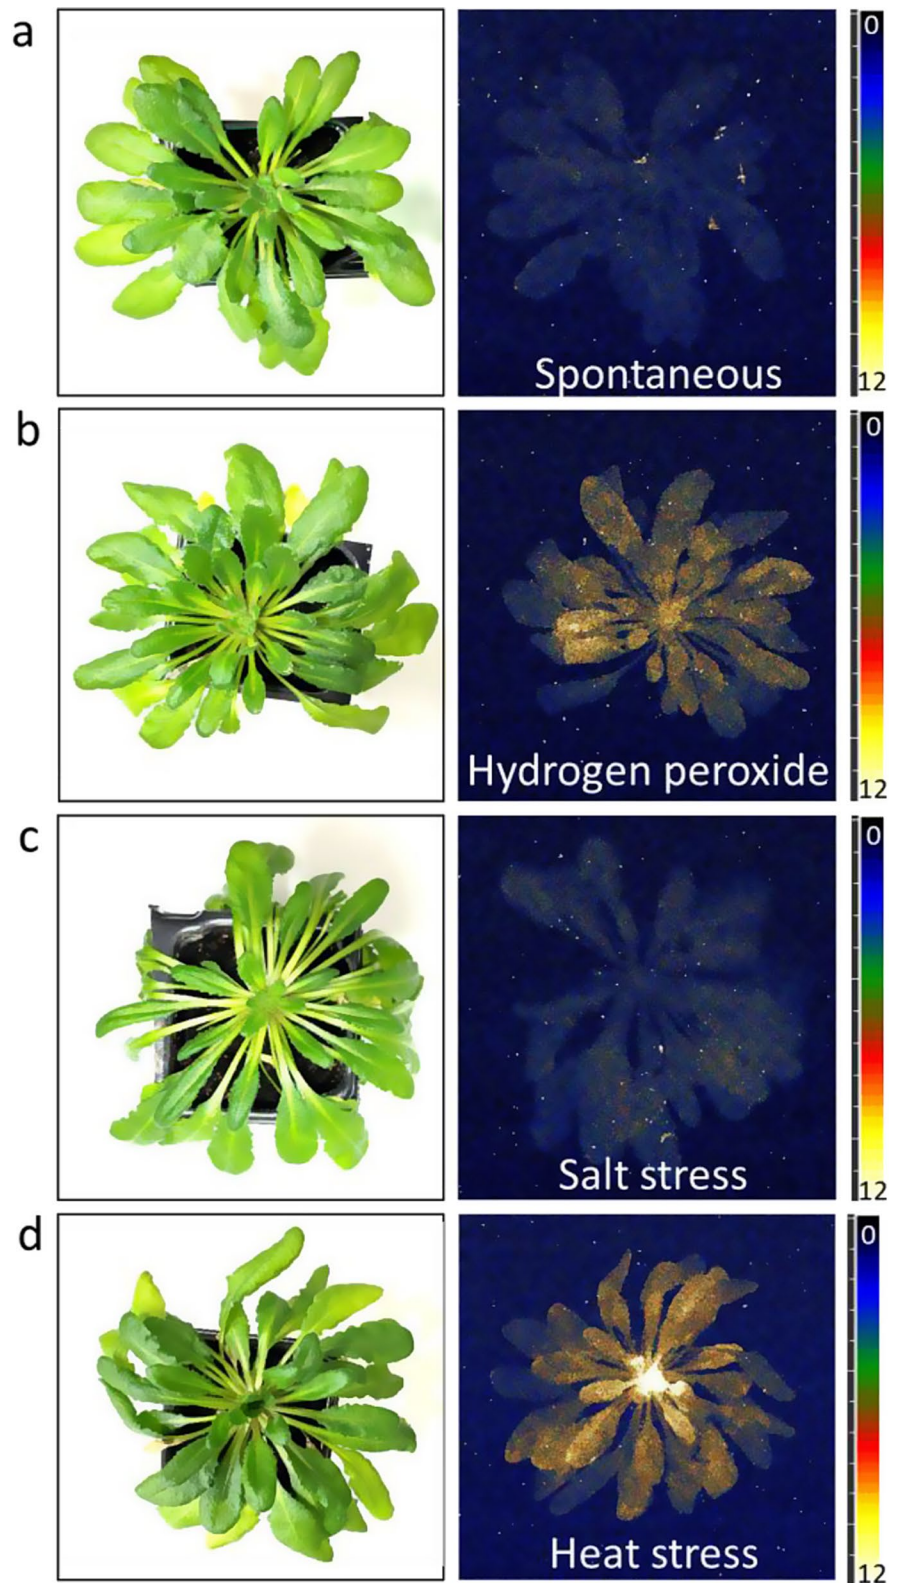 a
0
Spontaneous
12
b
0
Hydrogen peroxide
12
c
0
Salt stress
12
d
0
Heat stress
12